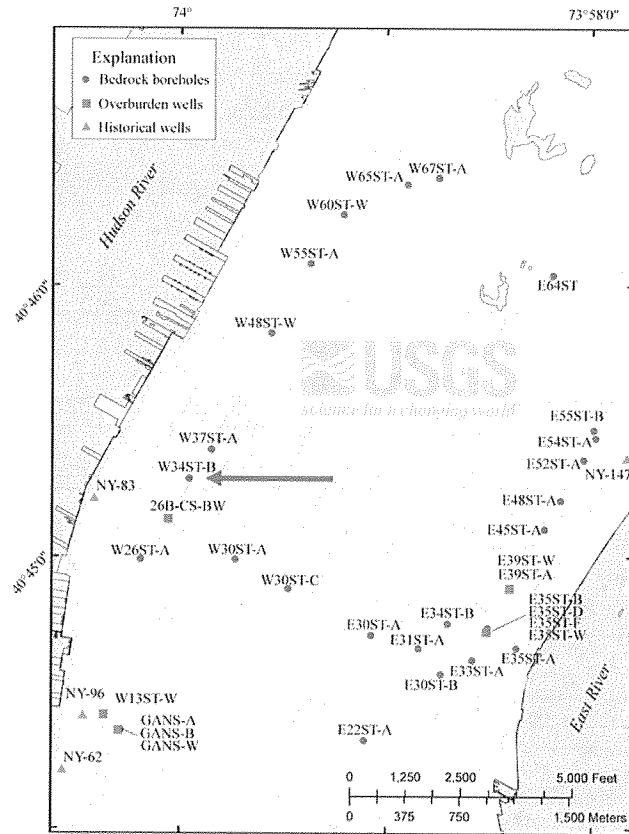 74°
73°58'0"
Explanation
Bedrock boreholes
Overburden wells
Historical wells
Hudson River
W65ST-A
W67ST-A
W60ST-W
W55ST-A
E64ST
40°46'0"
W48ST-W
USGS
science for a changing world
E55ST-B
W37ST-A
E54ST-A
W34ST-B
E52ST-A
NY-147
NY-83
26B-CS-BW
E48ST-A
E45ST-A
W26ST-A
W30ST-A
40°45'0"
E39ST-W
E39ST-A
W30ST-C
E35ST-B
E35ST-D
E35ST-F
E35ST-W
E34ST-B
E30ST-A
E31ST-A
E33ST-A
E35ST-A
E30ST-B
East River
NY-96
W13ST-W
GANS-A
GANS-B
GANS-W
E22ST-A
NY-62
0 1,250 2,500 5,000 Feet
0 375 750 1,500 Meters